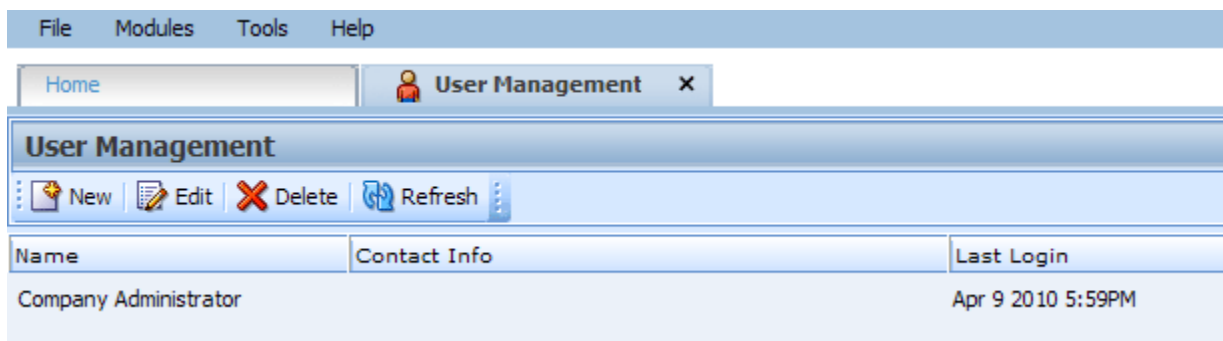 File Modules Tools Help
Home User Management ×
User Management
New Edit Delete Refresh
Name Contact Info Last Login
Company Administrator Apr 9 2010 5:59PM